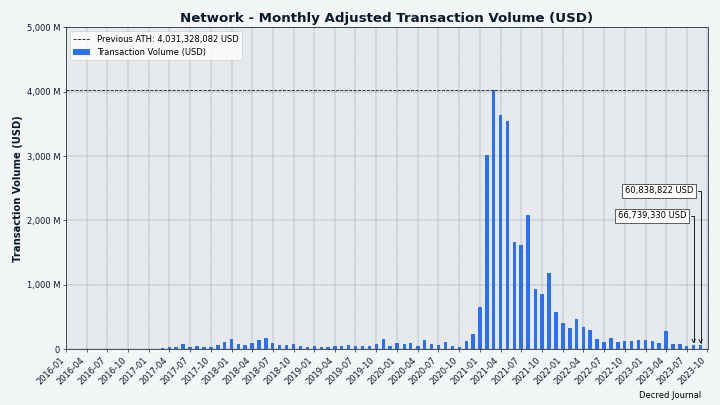 Network - Monthly Adjusted Transaction Volume (USD)
Previous ATH: 4,031,328,082 USD
Transaction Volume (USD)
5,000 M
4,000 M
3,000 M
2,000 M
1,000 M
0
Transaction Volume (USD)
60,838,822 USD
66,739,330 USD
2016-01
2016-04
2016-07
2016-10
2017-01
2017-04
2017-07
2017-10
2018-01
2018-04
2018-07
2018-10
2019-01
2019-04
2019-07
2019-10
2020-01
2020-04
2020-07
2020-10
2021-01
2021-04
2021-07
2021-10
2022-01
2022-04
2022-07
2022-10
2023-01
2023-04
2023-07
2023-10
Decred Journal